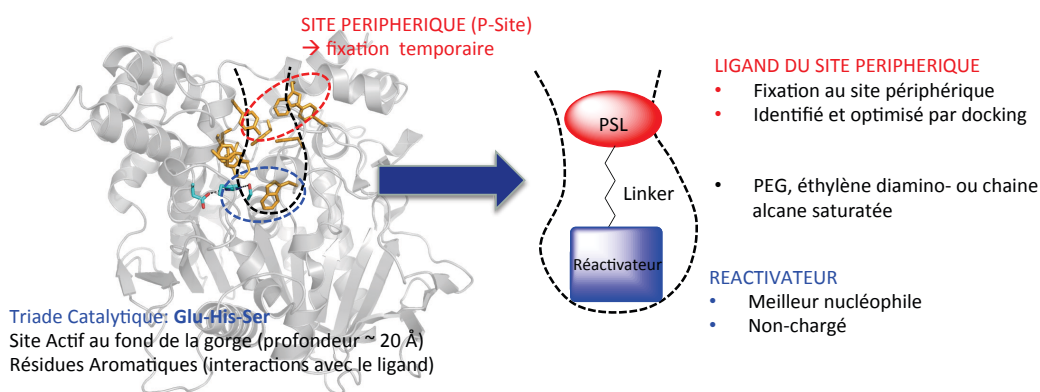 SITE PERIPHERIQUE (P-Site)
→ fixation temporaire
Triade Catalytique: Glu-His-Ser
Site Actif au fond de la gorge (profondeur ~ 20 Å)
Résidues Aromatiques (interactions avec le ligand)
PSL
Linker
Réactivateur
LIGAND DU SITE PERIPHERIQUE
• Fixation au site périphérique
• Identifié et optimisé par docking
• PEG, éthylène diamino- ou chaine
alcane saturatée
REACTIVATEUR
• Meilleur nucléophile
• Non-chargé